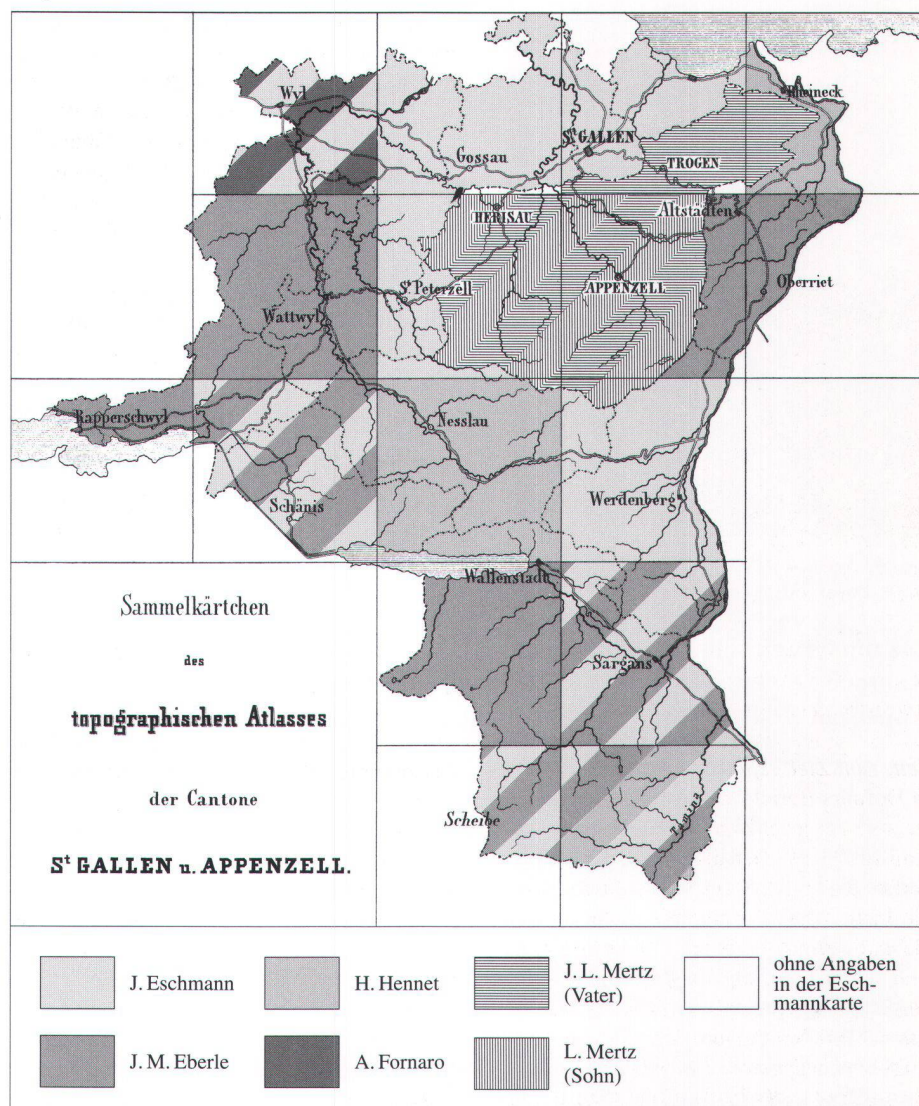 Rheineck
Wyl
Sᵗ GALLEN
Gossau
TROGEN
HERISAU
Altstädten
Sᵗ Peterzell
APPENZELL
Oberriet
Wattwyl
Rapperschwyl
Nesslau
Schänis
Werdenberg
Wallenstadt
Sargans
Scheibe
Tamina
Sammelkärtchen
des
topographischen Atlasses
der Cantone
Sᵗ GALLEN u. APPENZELL.
J. Eschmann
H. Hennet
J. L. Mertz
(Vater)
ohne Angaben
in der Esch-
mannkarte
J. M. Eberle
A. Fornaro
L. Mertz
(Sohn)